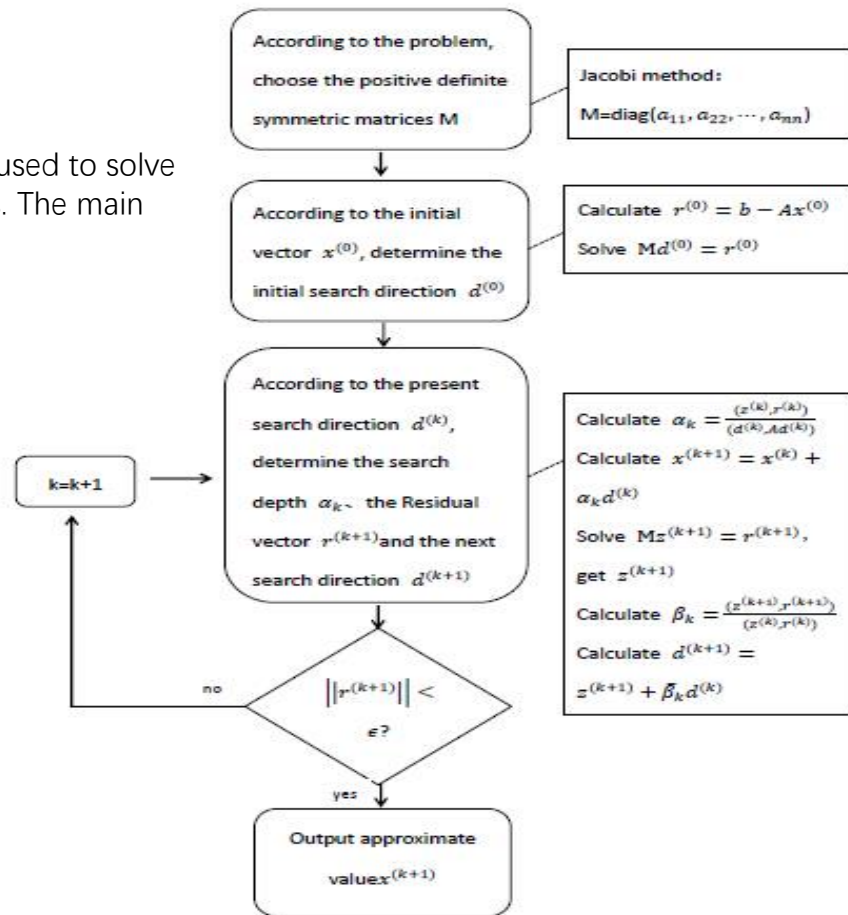 According to the problem,
choose the positive definite
symmetric matrices M
Jacobi method:
M=diag(a₁₁, a₂₂, ⋯, aₙₙ)
used to solve
. The main
According to the initial
vector x⁽⁰⁾, determine the
initial search direction d⁽⁰⁾
Calculate r⁽⁰⁾ = b − Ax⁽⁰⁾
Solve Md⁽⁰⁾ = r⁽⁰⁾
According to the present
search direction d⁽ᵏ⁾,
determine the search
depth αₖ、the Residual
vector r⁽ᵏ⁺¹⁾and the next
search direction d⁽ᵏ⁺¹⁾
Calculate αₖ = (z⁽ᵏ⁾,r⁽ᵏ⁾)/(d⁽ᵏ⁾,Ad⁽ᵏ⁾)
Calculate x⁽ᵏ⁺¹⁾ = x⁽ᵏ⁾ +
αₖd⁽ᵏ⁾
Solve Mz⁽ᵏ⁺¹⁾ = r⁽ᵏ⁺¹⁾,
get z⁽ᵏ⁺¹⁾
Calculate βₖ = (z⁽ᵏ⁺¹⁾,r⁽ᵏ⁺¹⁾)/(z⁽ᵏ⁾,r⁽ᵏ⁾)
Calculate d⁽ᵏ⁺¹⁾ =
z⁽ᵏ⁺¹⁾ + β̄ₖd⁽ᵏ⁾
k=k+1
no
||r⁽ᵏ⁺¹⁾|| <
ϵ?
yes
Output approximate
valuex⁽ᵏ⁺¹⁾